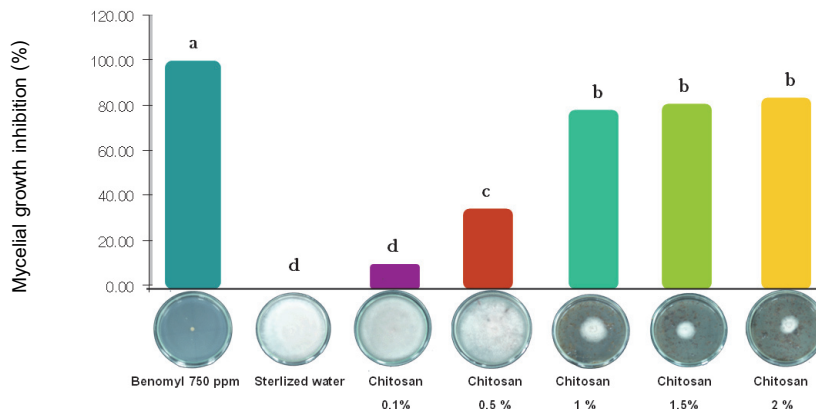 Mycelial growth inhibition (%)
120.00
100.00
80.00
60.00
40.00
20.00
0.00
a
d
d
c
b
b
b
Benomyl 750 ppm
Sterlized water
Chitosan
0.1%
Chitosan
0.5 %
Chitosan
1 %
Chitosan
1.5%
Chitosan
2 %